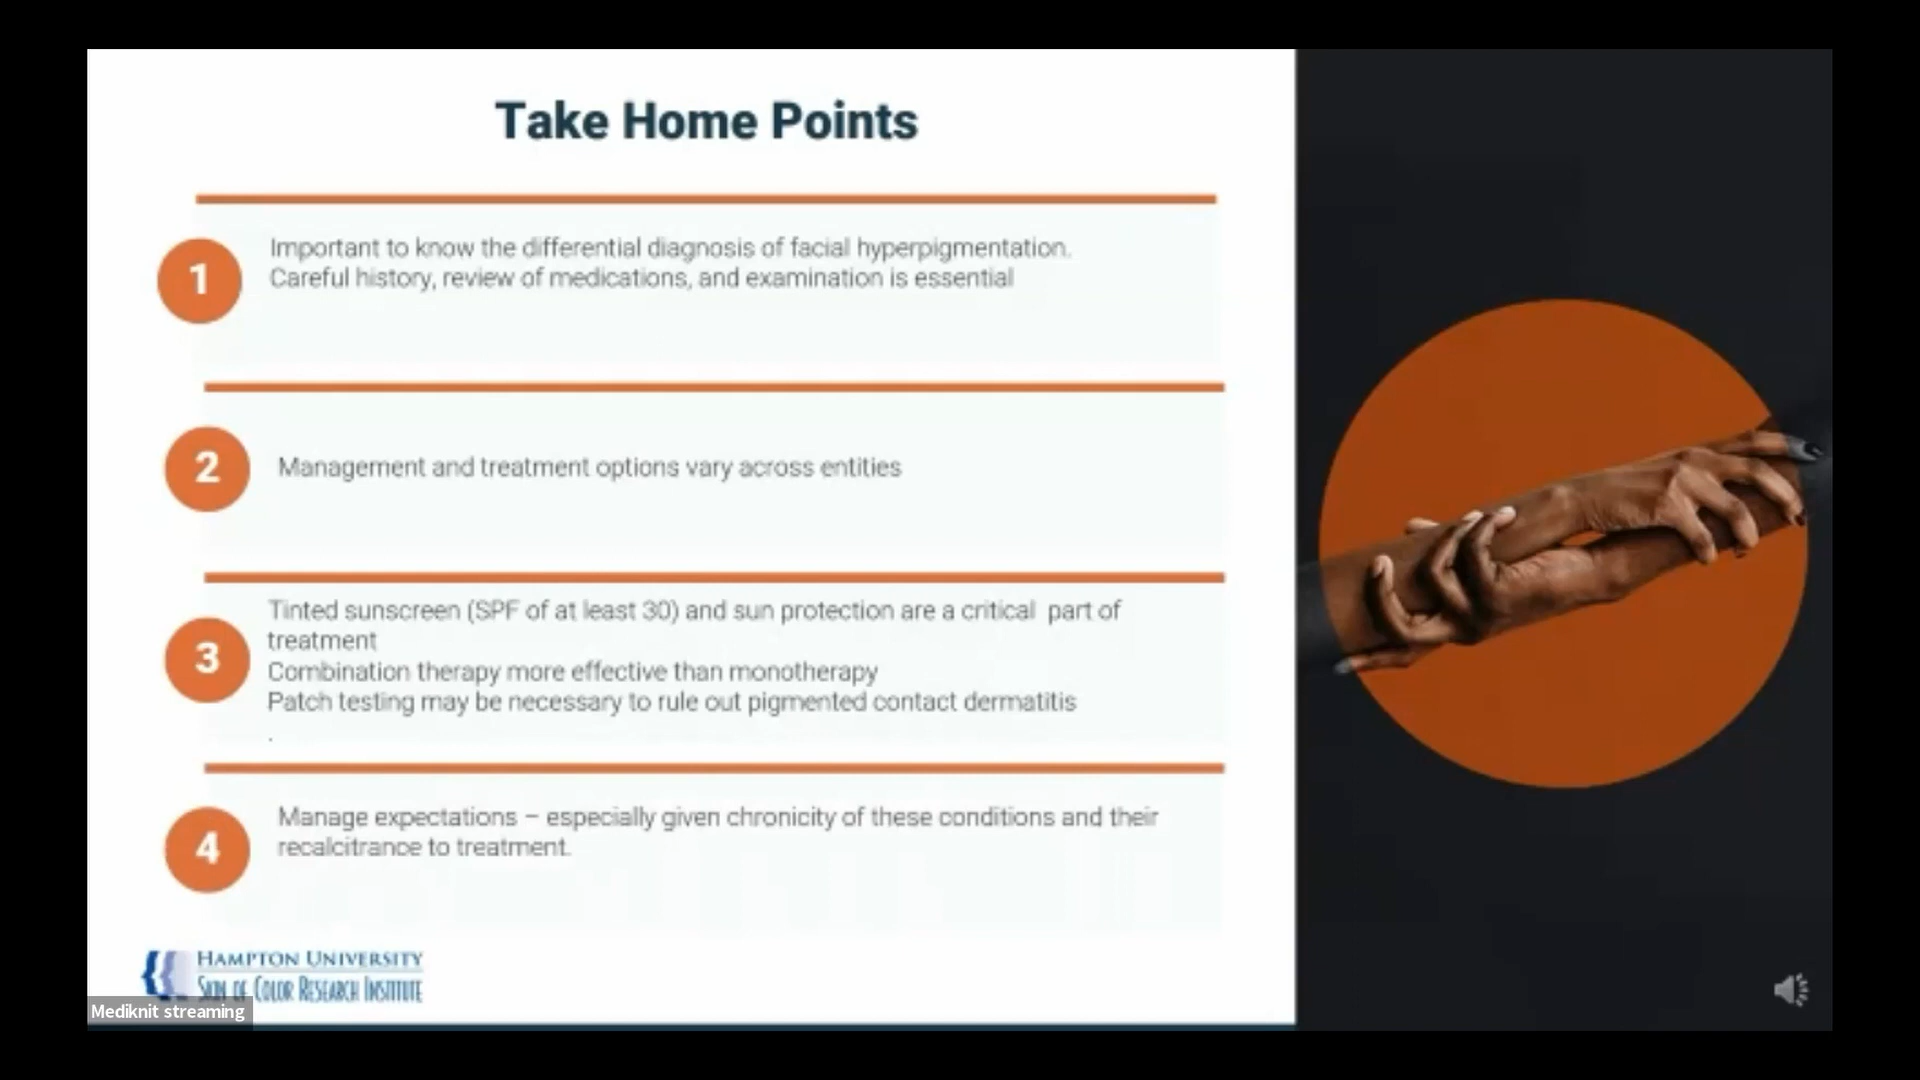 Take Home Points
1
Important to know the differential diagnosis of facial hyperpigmentation.
Careful history, review of medications, and examination is essential
2
Management and treatment options vary across entities
3
Tinted sunscreen (SPF of at least 30) and sun protection are a critical part of
treatment
Combination therapy more effective than monotherapy
Patch testing may be necessary to rule out pigmented contact dermatitis
.
4
Manage expectations – especially given chronicity of these conditions and their
recalcitrance to treatment.
HAMPTON UNIVERSITY
SKIN OF COLOR RESEARCH INSTITUTE
Mediknit streaming